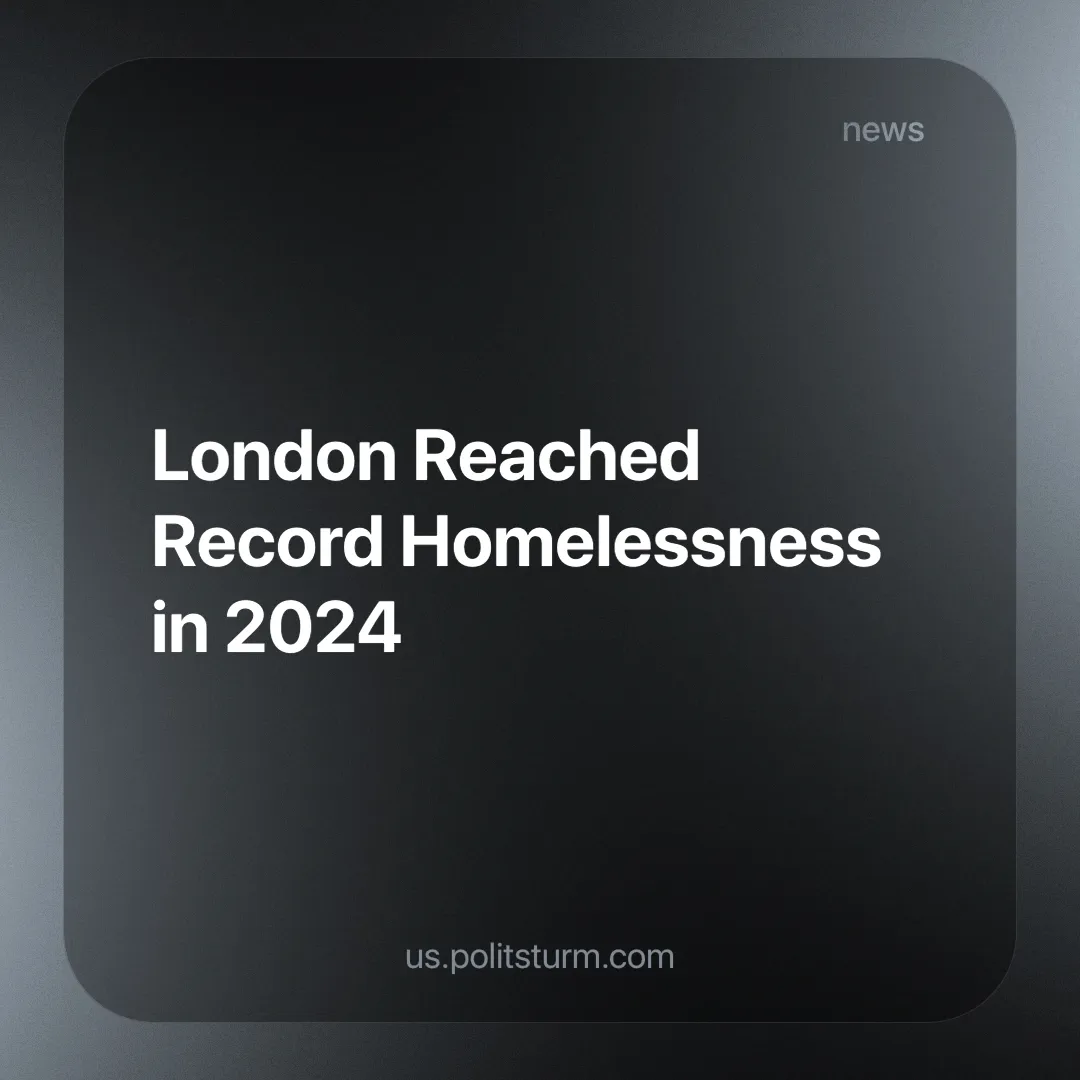 news
London Reached
Record Homelessness
in 2024
us.politsturm.com